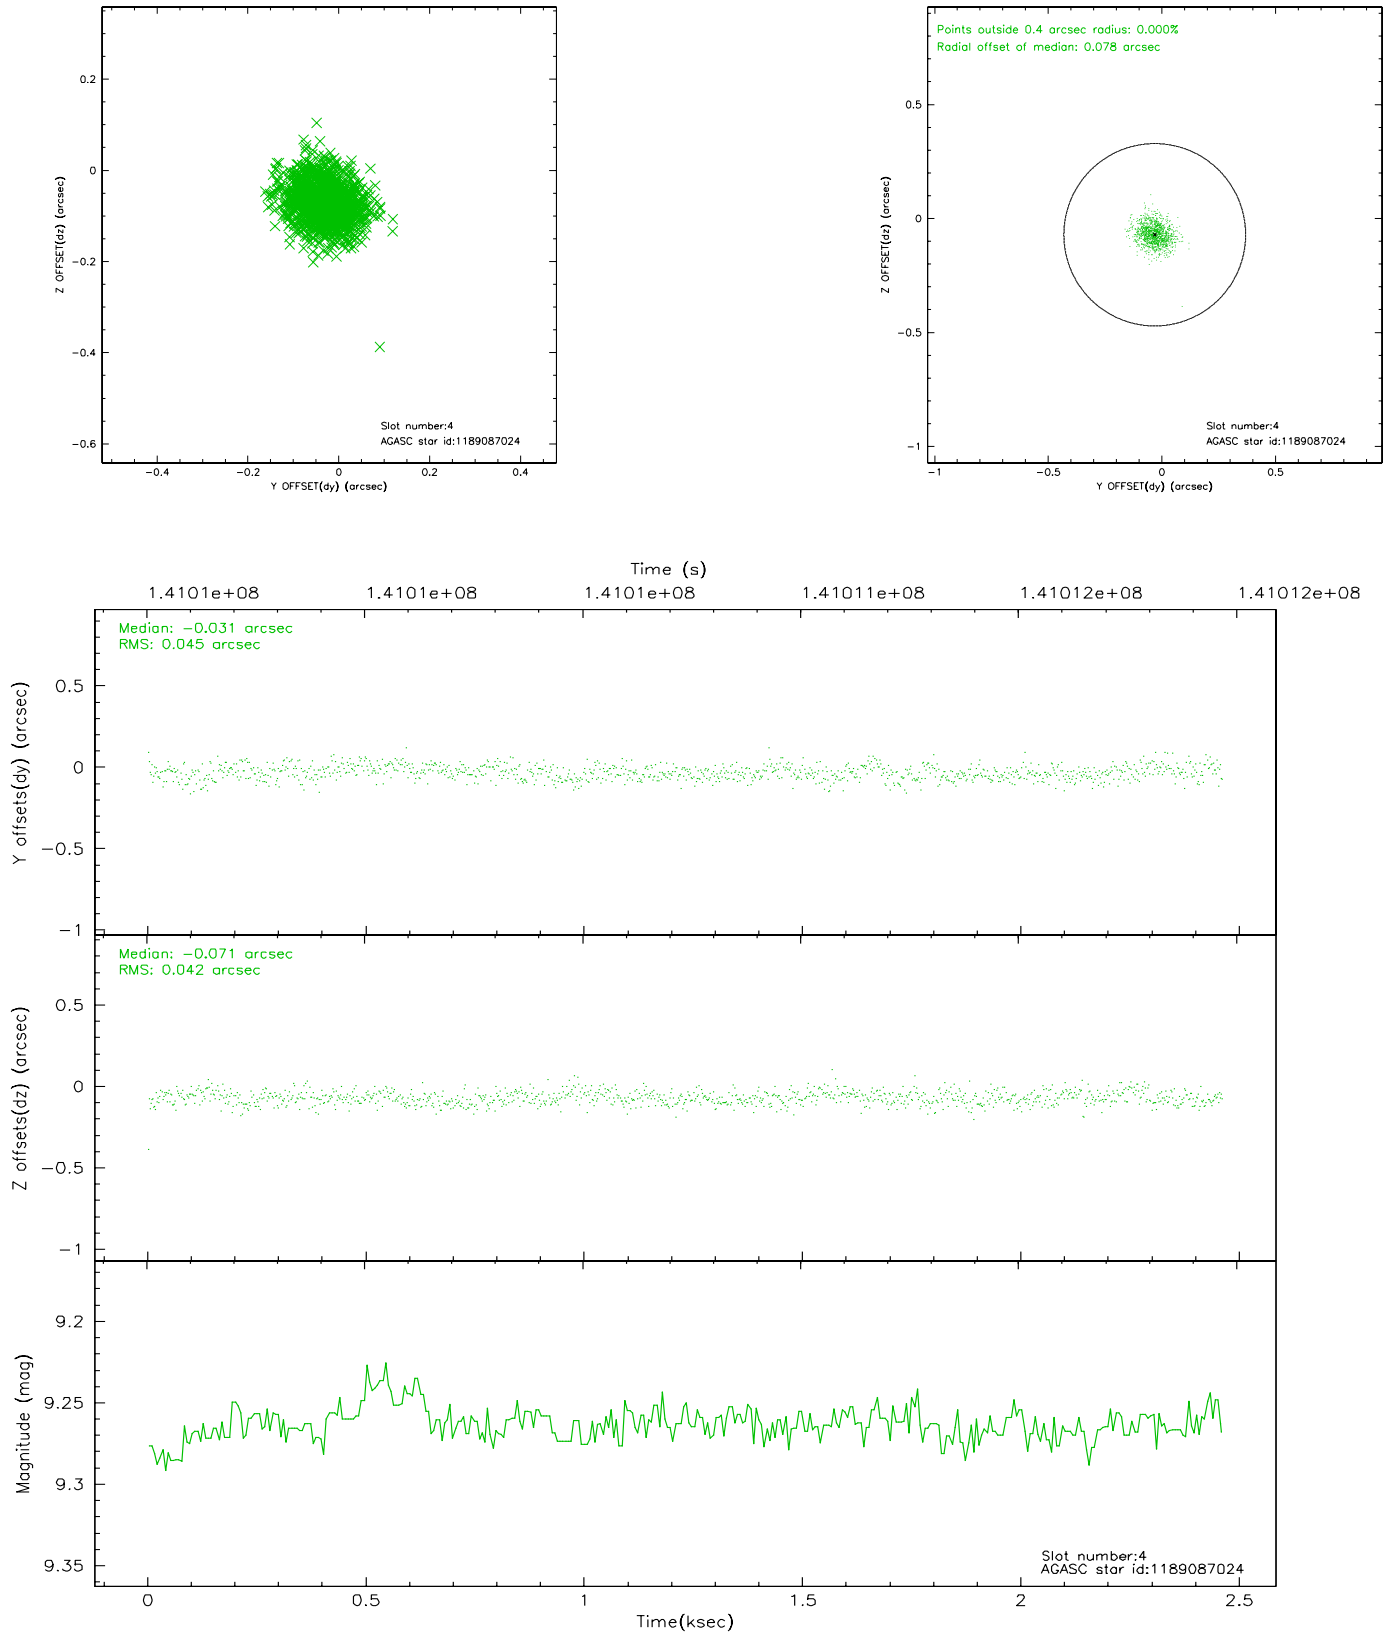 0.2
0
-0.2
-0.4
-0.6
Z OFFSET(dz) (arcsec)
Slot number:4
AGASC star id:1189087024
-0.4 -0.2 0 0.2 0.4
Y OFFSET(dy) (arcsec)
Points outside 0.4 arcsec radius: 0.000%
Radial offset of median: 0.078 arcsec
0.5
0
-0.5
-1
Z OFFSET(dz) (arcsec)
Slot number:4
AGASC star id:1189087024
-1 -0.5 0 0.5
Y OFFSET(dy) (arcsec)
Time (s)
1.4101e+08 1.4101e+08 1.4101e+08 1.41011e+08 1.41012e+08 1.41012e+08
Median: -0.031 arcsec
RMS: 0.045 arcsec
0.5
0
-0.5
-1
Y offsets(dy) (arcsec)
Median: -0.071 arcsec
RMS: 0.042 arcsec
0.5
0
-0.5
-1
Z offsets(dz) (arcsec)
9.2
9.25
9.3
9.35
Magnitude (mag)
Slot number:4
AGASC star id:1189087024
0 0.5 1 1.5 2 2.5
Time(ksec)